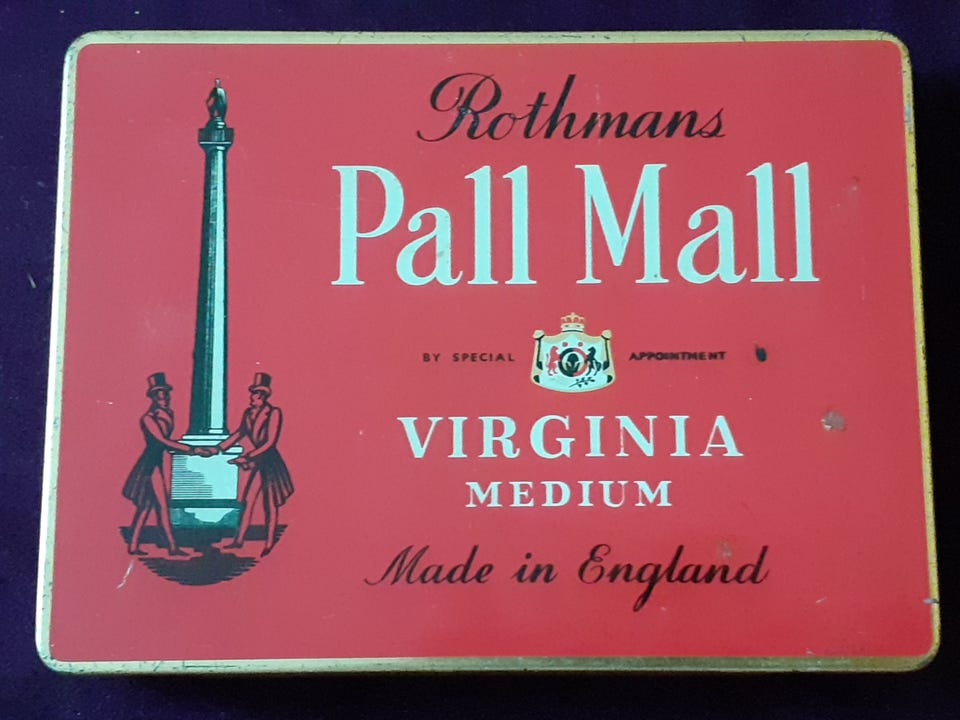 Rothmans
Pall Mall
BY SPECIAL APPOINTMENT
VIRGINIA
MEDIUM
Made in England